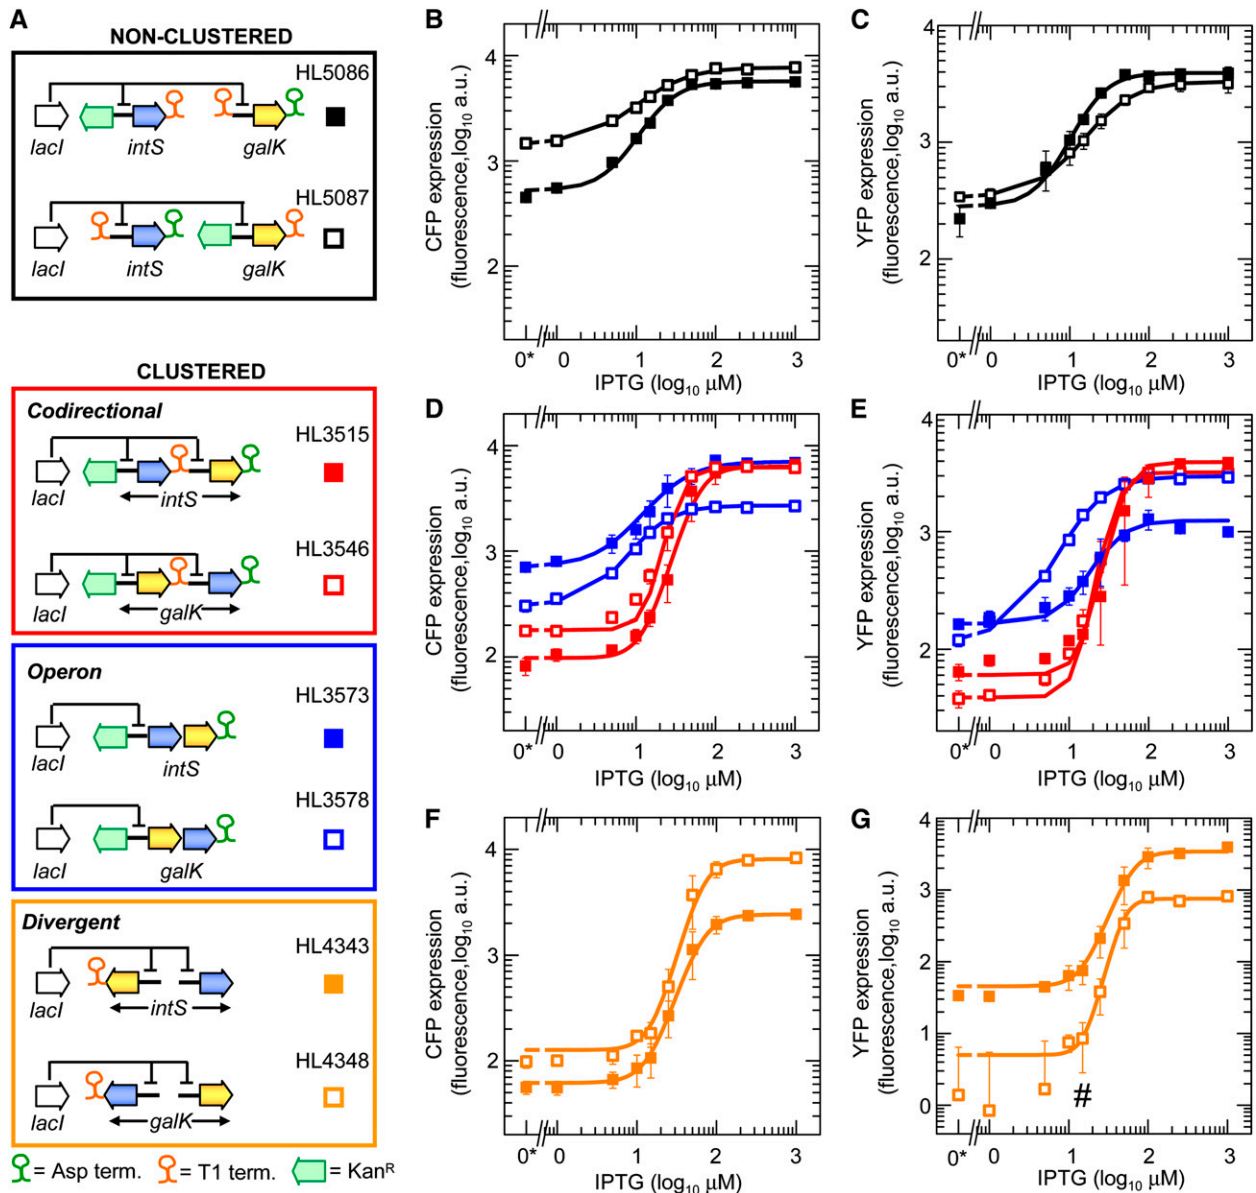 A
NON-CLUSTERED
HL5086
lacI
intS
galK
HL5087
lacI
intS
galK
CLUSTERED
Codirectional
HL3515
lacI
intS
HL3546
lacI
galK
Operon
HL3573
lacI
intS
HL3578
lacI
galK
Divergent
HL4343
lacI
intS
HL4348
lacI
galK
= Asp term. = T1 term. = Kanᴿ
B
CFP expression
(fluorescence,log₁₀ a.u.)
4
3
2
0* 0 1 2 3
IPTG (log₁₀ μM)
C
YFP expression
(fluorescence,log₁₀ a.u.)
4
3
2
0* 0 1 2 3
IPTG (log₁₀ μM)
D
CFP expression
(fluorescence,log₁₀ a.u.)
4
3
2
0* 0 1 2 3
IPTG (log₁₀ μM)
E
YFP expression
(fluorescence,log₁₀ a.u.)
4
3
2
0* 0 1 2 3
IPTG (log₁₀ μM)
F
CFP expression
(fluorescence,log₁₀ a.u.)
4
3
2
0* 0 1 2 3
IPTG (log₁₀ μM)
G
YFP expression
(fluorescence,log₁₀ a.u.)
4
3
2
1
0
#
0* 0 1 2 3
IPTG (log₁₀ μM)